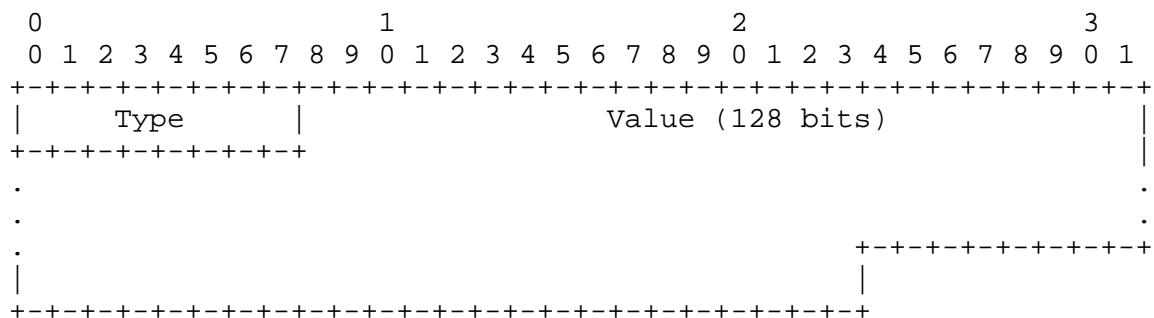 0                   1                   2                   3
 0 1 2 3 4 5 6 7 8 9 0 1 2 3 4 5 6 7 8 9 0 1 2 3 4 5 6 7 8 9 0 1
+-+-+-+-+-+-+-+-+-+-+-+-+-+-+-+-+-+-+-+-+-+-+-+-+-+-+-+-+-+-+-+-+
|     Type      |                 Value (128 bits)              |
+-+-+-+-+-+-+-+-+                                               |
.                                                               .
.                                                               .
.                                               +-+-+-+-+-+-+-+-+
|                                               |
+-+-+-+-+-+-+-+-+-+-+-+-+-+-+-+-+-+-+-+-+-+-+-+-+